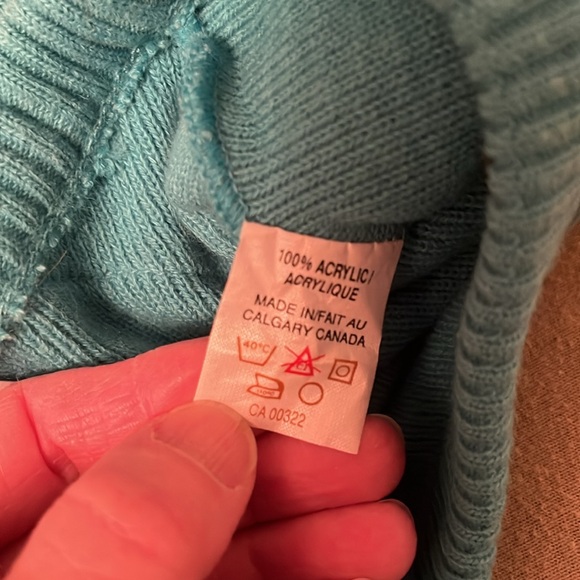 100% ACRYLIC/
ACRYLIQUE
MADE IN/FAIT AU
CALGARY CANADA
40°C
CA 00322